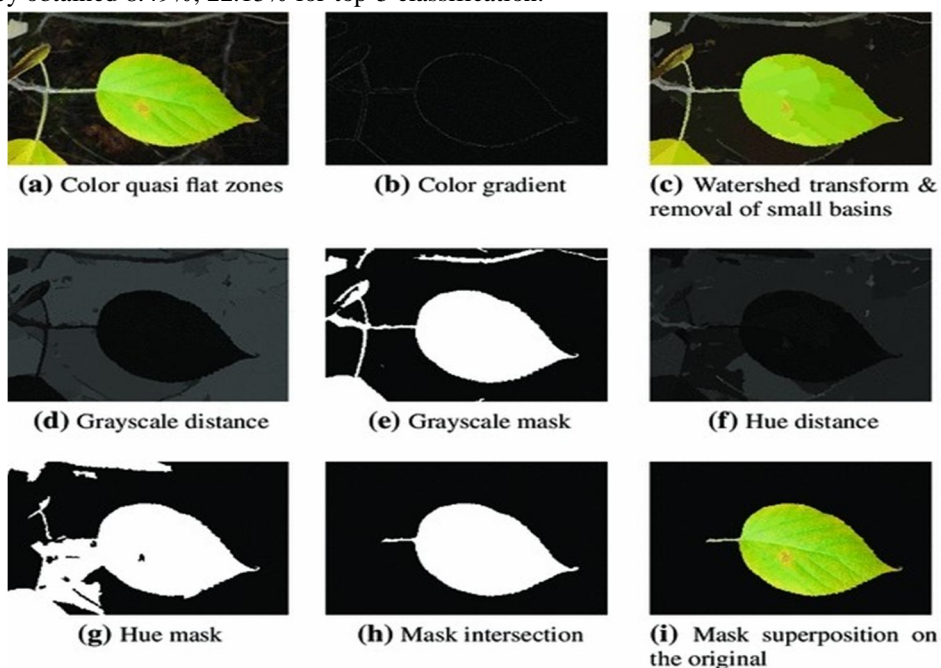 (a) Color quasi flat zones
(b) Color gradient
(c) Watershed transform &
removal of small basins
(d) Grayscale distance
(e) Grayscale mask
(f) Hue distance
(g) Hue mask
(h) Mask intersection
(i) Mask superposition on
the original